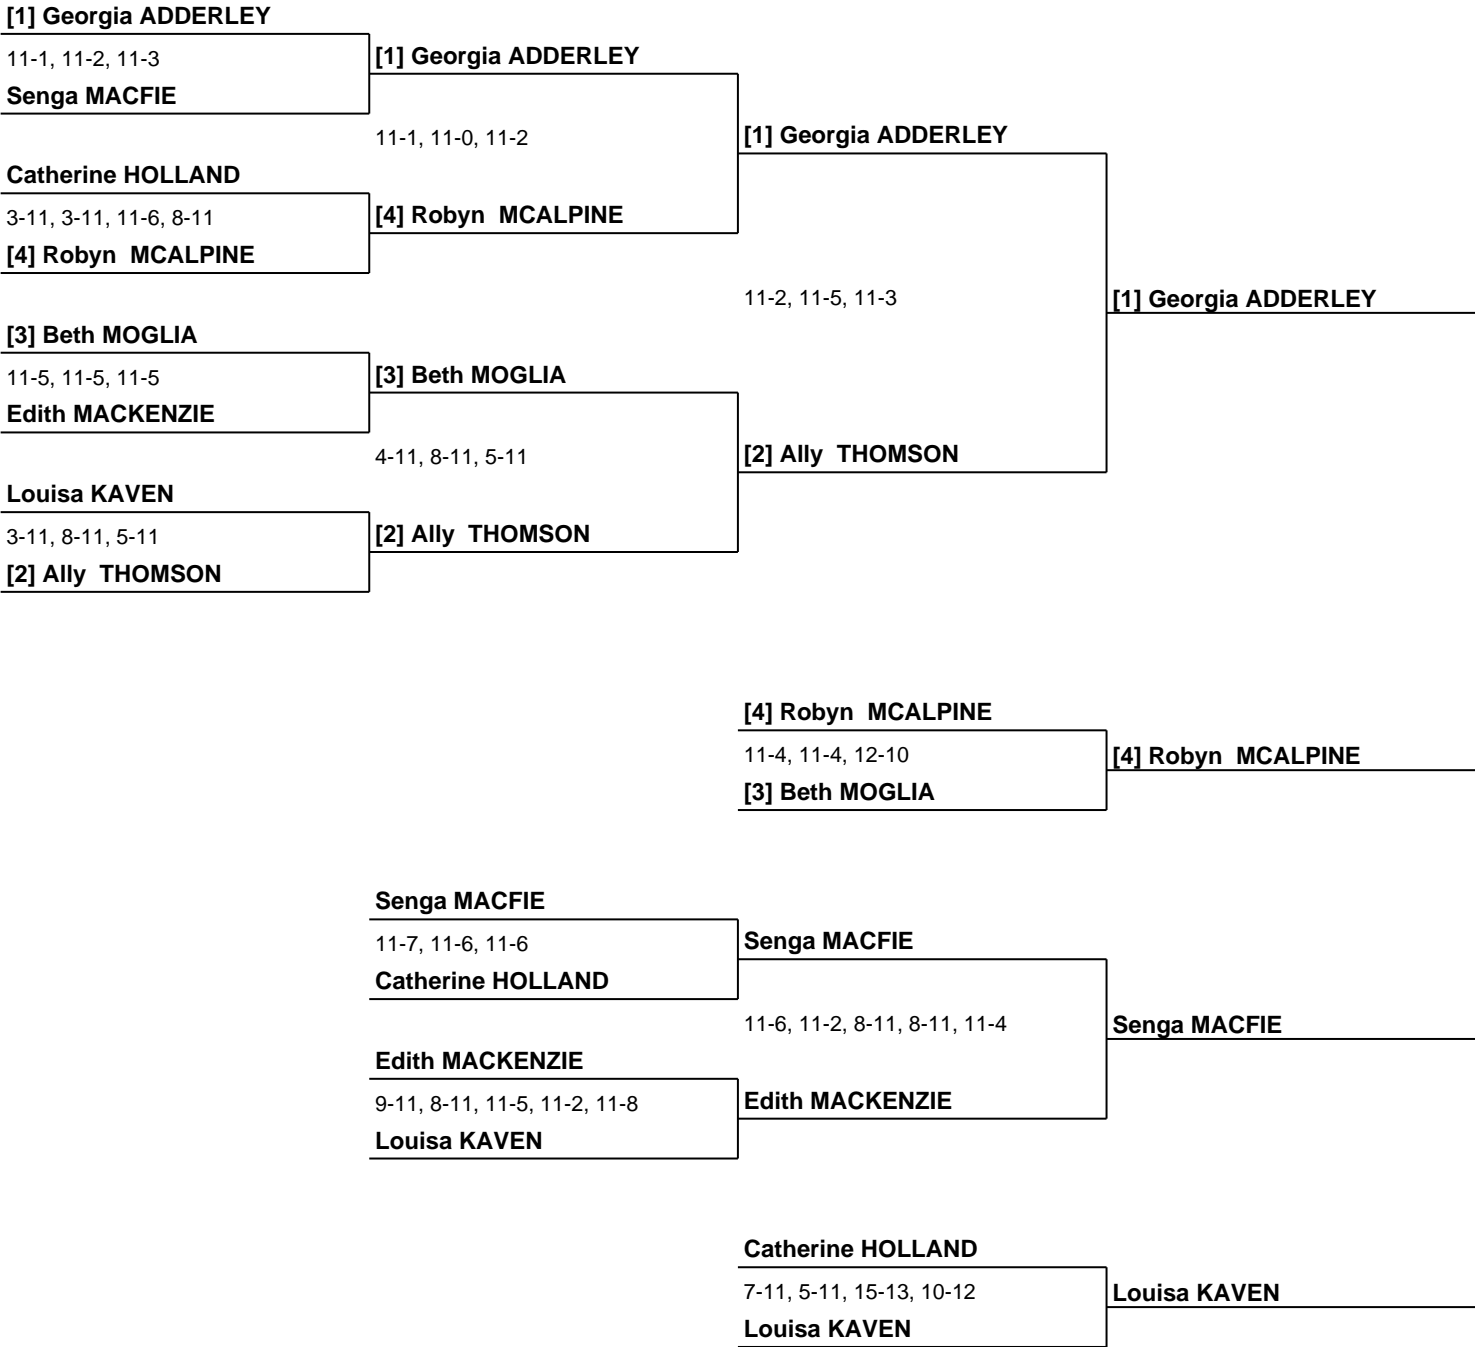 [1] Georgia ADDERLEY
11-1, 11-2, 11-3
[1] Georgia ADDERLEY
Senga MACFIE
11-1, 11-0, 11-2
[1] Georgia ADDERLEY
Catherine HOLLAND
3-11, 3-11, 11-6, 8-11
[4] Robyn  MCALPINE
[4] Robyn  MCALPINE
11-2, 11-5, 11-3
[1] Georgia ADDERLEY
[3] Beth MOGLIA
11-5, 11-5, 11-5
[3] Beth MOGLIA
Edith MACKENZIE
4-11, 8-11, 5-11
[2] Ally  THOMSON
Louisa KAVEN
3-11, 8-11, 5-11
[2] Ally  THOMSON
[2] Ally  THOMSON
[4] Robyn  MCALPINE
11-4, 11-4, 12-10
[4] Robyn  MCALPINE
[3] Beth MOGLIA
Senga MACFIE
11-7, 11-6, 11-6
Senga MACFIE
Catherine HOLLAND
11-6, 11-2, 8-11, 8-11, 11-4
Senga MACFIE
Edith MACKENZIE
9-11, 8-11, 11-5, 11-2, 11-8
Edith MACKENZIE
Louisa KAVEN
Catherine HOLLAND
7-11, 5-11, 15-13, 10-12
Louisa KAVEN
Louisa KAVEN